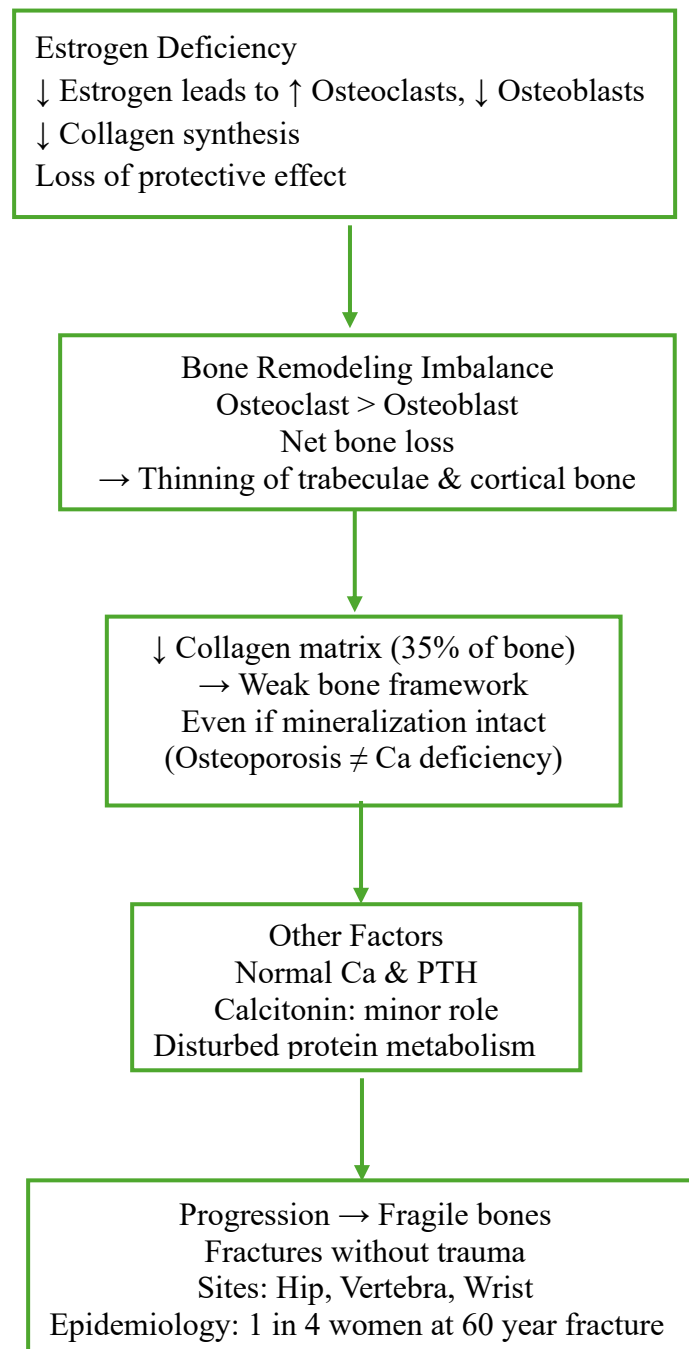 Estrogen Deficiency
↓ Estrogen leads to ↑ Osteoclasts, ↓ Osteoblasts
↓ Collagen synthesis
Loss of protective effect
Bone Remodeling Imbalance
Osteoclast > Osteoblast
Net bone loss
→ Thinning of trabeculae & cortical bone
↓ Collagen matrix (35% of bone)
→ Weak bone framework
Even if mineralization intact
(Osteoporosis ≠ Ca deficiency)
Other Factors
Normal Ca & PTH
Calcitonin: minor role
Disturbed protein metabolism
Progression → Fragile bones
Fractures without trauma
Sites: Hip, Vertebra, Wrist
Epidemiology: 1 in 4 women at 60 year fracture